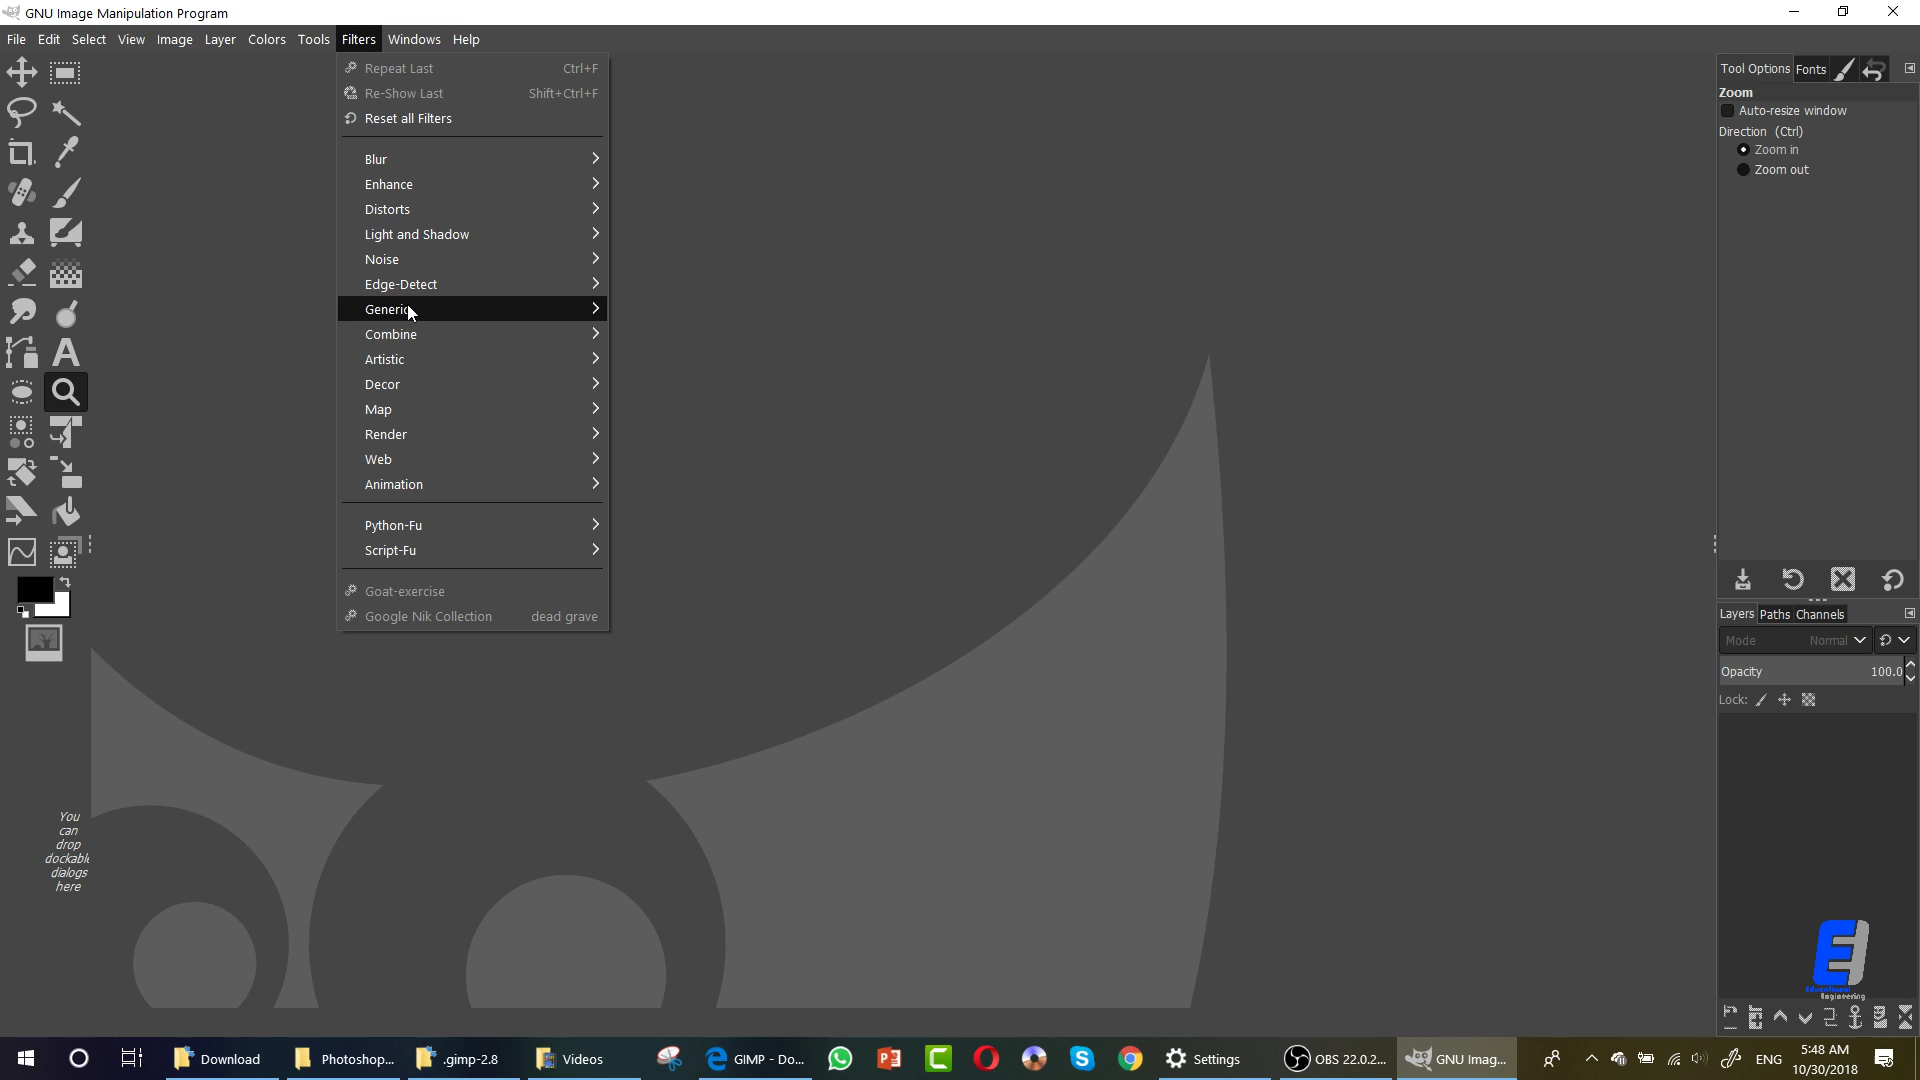 GNU Image Manipulation Program
File Edit Select View Image Layer Colors Tools Filters Windows Help
Repeat Last Ctrl+F
Re-Show Last Shift+Ctrl+F
Reset all Filters
Blur
Enhance
Distorts
Light and Shadow
Noise
Edge-Detect
Generic
Combine
Artistic
Decor
Map
Render
Web
Animation
Python-Fu
Script-Fu
Goat-exercise
Google Nik Collection dead grave
You
can
drop
dockable
dialogs
here
Tool Options Fonts
Zoom
Auto-resize window
Direction (Ctrl)
Zoom in
Zoom out
Layers Paths Channels
Mode Normal
Opacity 100.0
Lock:
Educational
Engineering
Download Photoshop... .gimp-2.8 Videos GIMP - Do... Settings OBS 22.0.2... GNU Imag... ENG
5:48 AM
10/30/2018